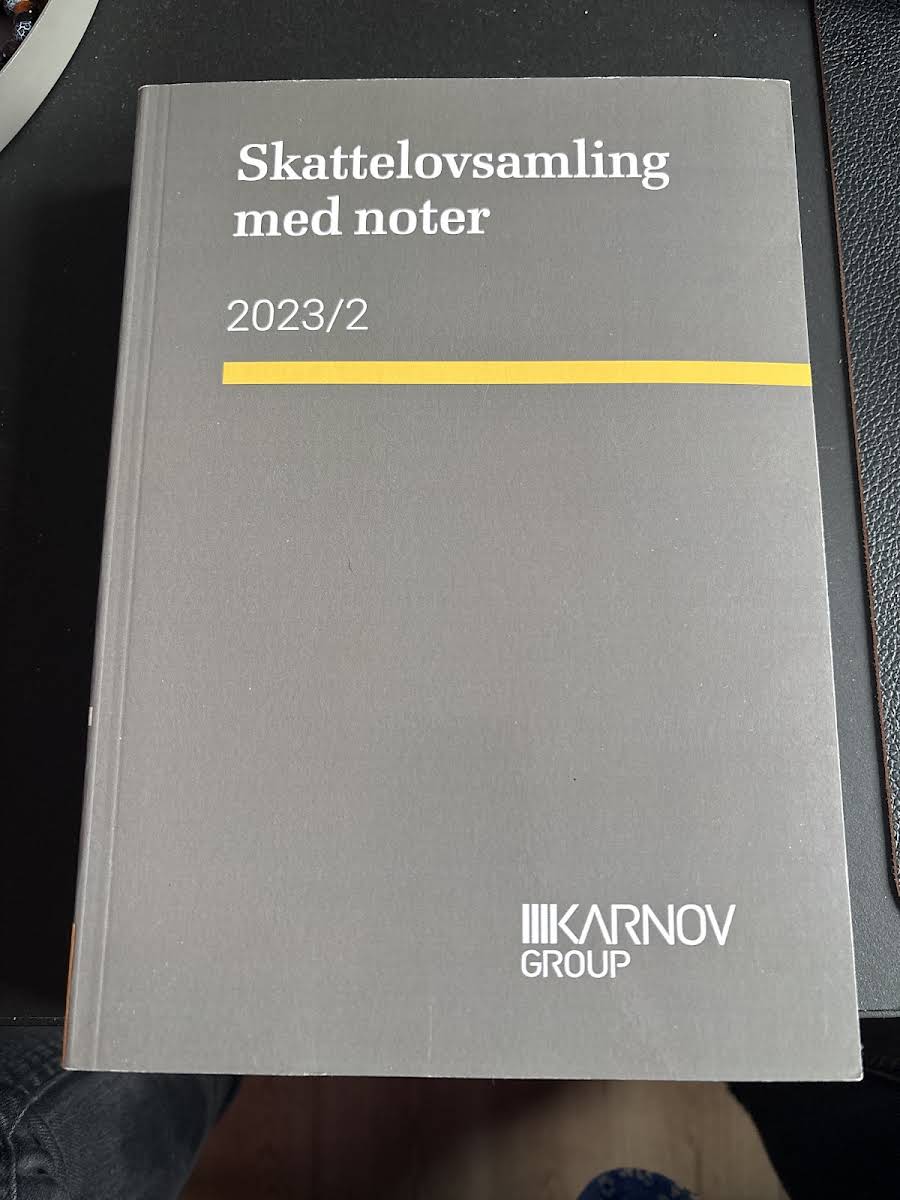 Skattelovsamling
med noter
2023/2
KARNOV
GROUP